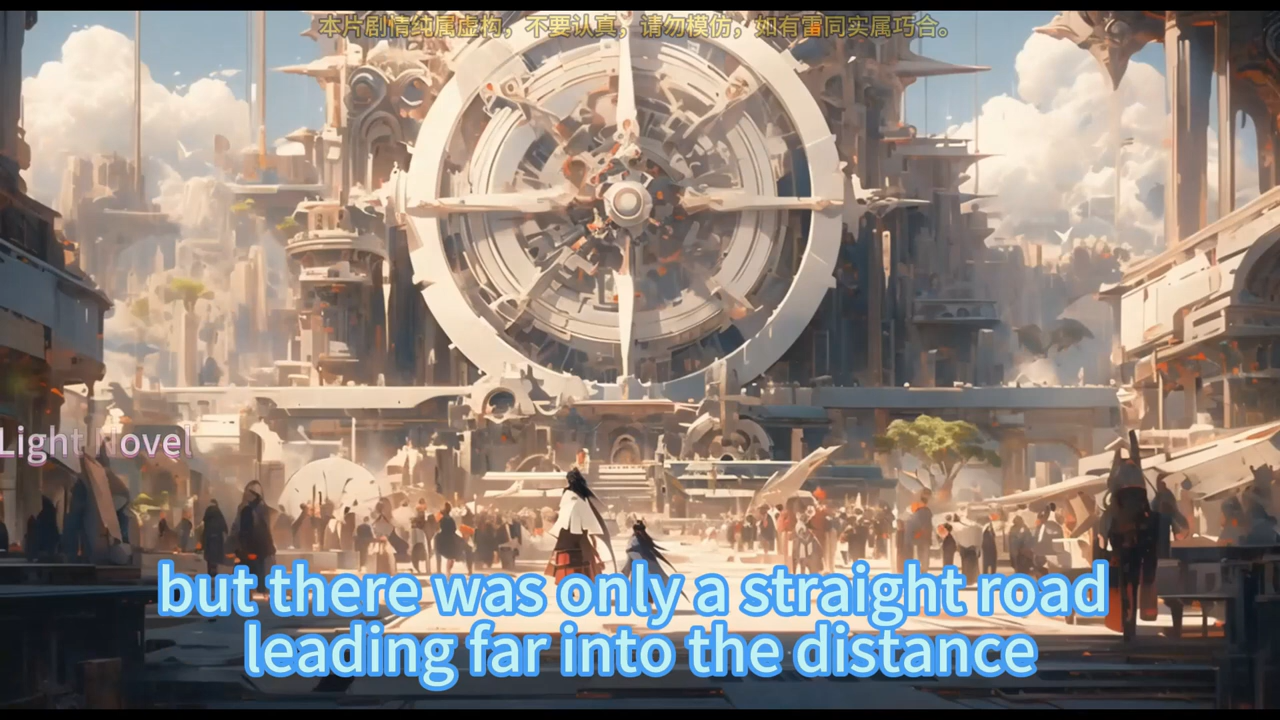 本片剧情纯属虚构，不要认真，请勿模仿，如有雷同实属巧合。
Light Novel
but there was only a straight road
leading far into the distance